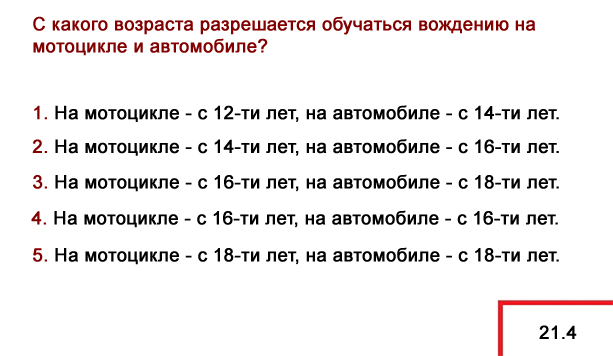 С какого возраста разрешается обучаться вождению на
мотоцикле и автомобиле?
1. На мотоцикле - с 12-ти лет, на автомобиле - с 14-ти лет.
2. На мотоцикле - с 14-ти лет, на автомобиле - с 16-ти лет.
3. На мотоцикле - с 16-ти лет, на автомобиле - с 18-ти лет.
4. На мотоцикле - с 16-ти лет, на автомобиле - с 16-ти лет.
5. На мотоцикле - с 18-ти лет, на автомобиле - с 18-ти лет.
21.4